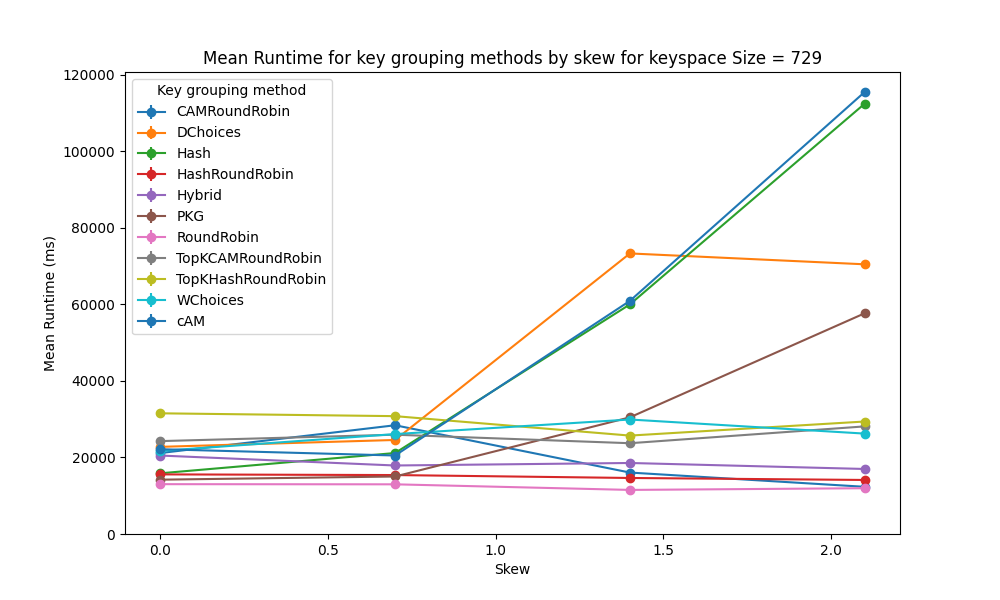 Mean Runtime for key grouping methods by skew for keyspace Size = 729
120000
100000
80000
60000
40000
20000
0
Mean Runtime (ms)
Key grouping method
CAMRoundRobin
DChoices
Hash
HashRoundRobin
Hybrid
PKG
RoundRobin
TopKCAMRoundRobin
TopKHashRoundRobin
WChoices
cAM
0.0
0.5
1.0
1.5
2.0
Skew